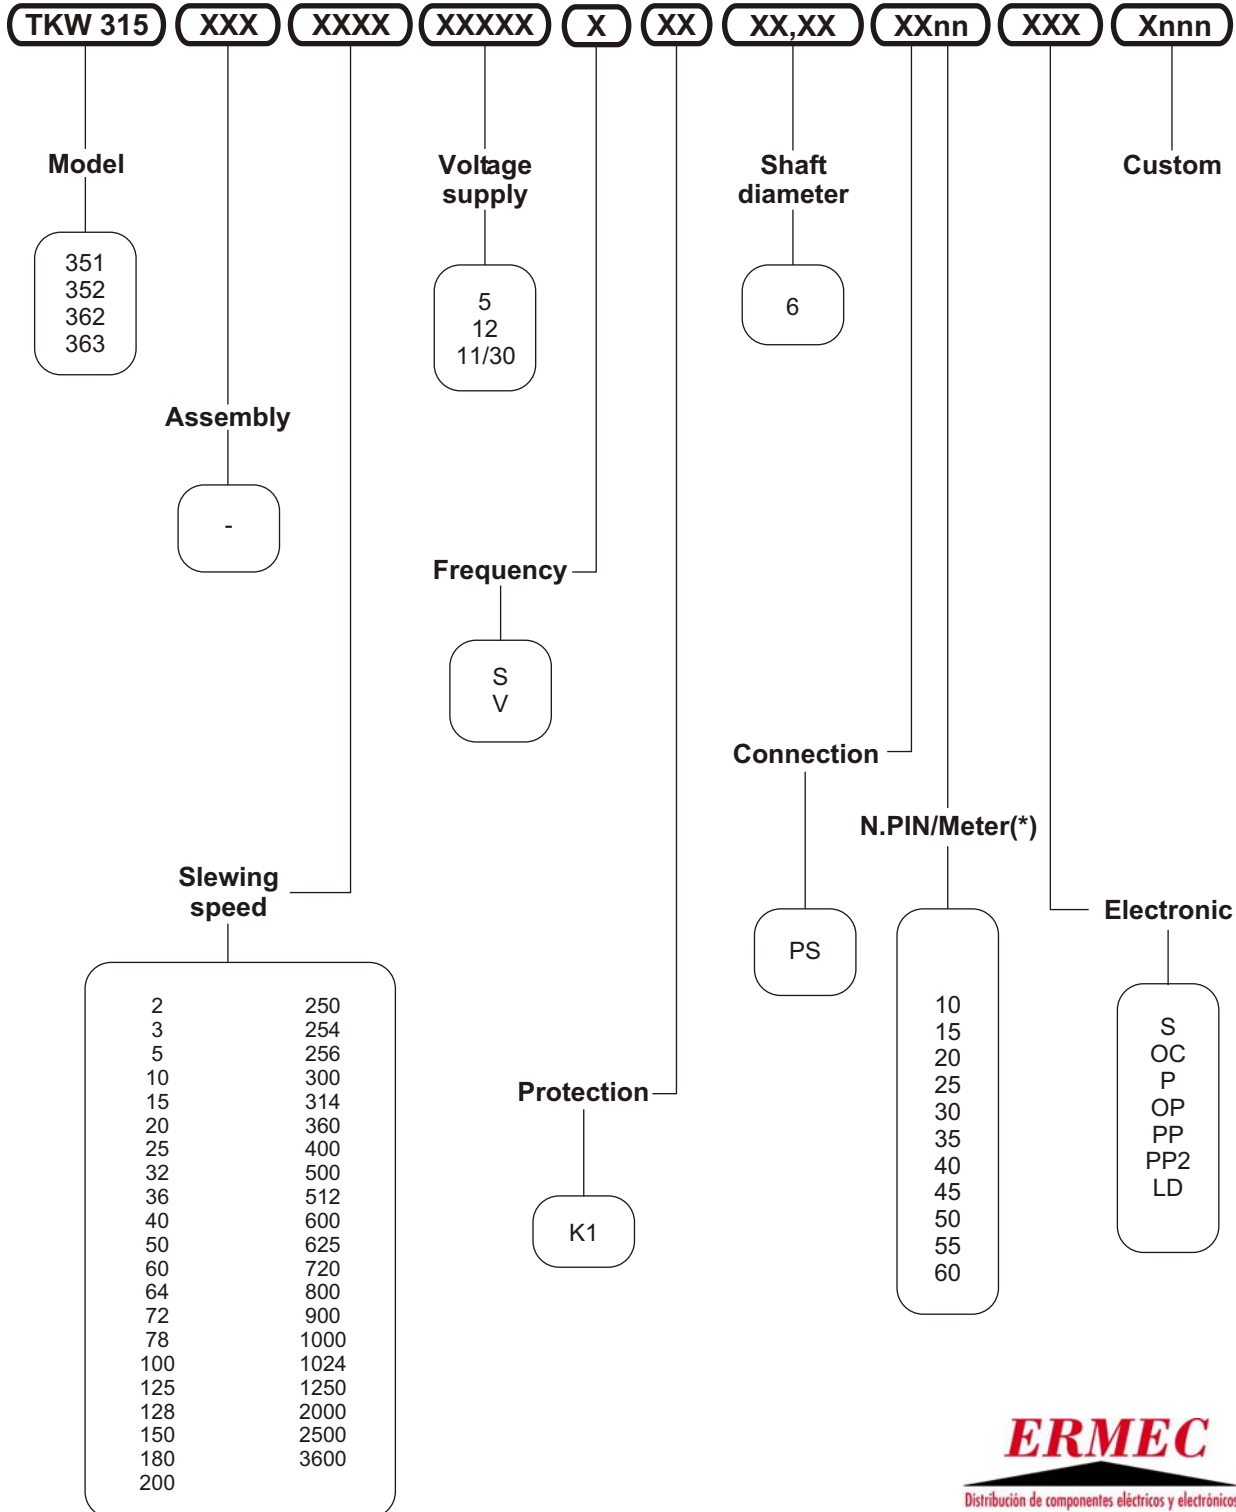 TKW 315 XXX XXXX XXXXX X XX XX,XX XXnn XXX Xnnn
Model
351
352
362
363
Assembly
-
Voltage
supply
5
12
11/30
Shaft
diameter
6
Custom
Frequency
S
V
Connection
PS
N.PIN/Meter(*)
10
15
20
25
30
35
40
45
50
55
60
Slewing
speed
2 250
3 254
5 256
10 300
15 314
20 360
25 400
32 500
36 512
40 600
50 625
60 720
64 800
72 900
78 1000
100 1024
125 1250
128 2000
150 2500
180 3600
200
Protection
K1
Electronic
S
OC
P
OP
PP
PP2
LD
ERMEC
Distribución de componentes eléctricos y electrónicos